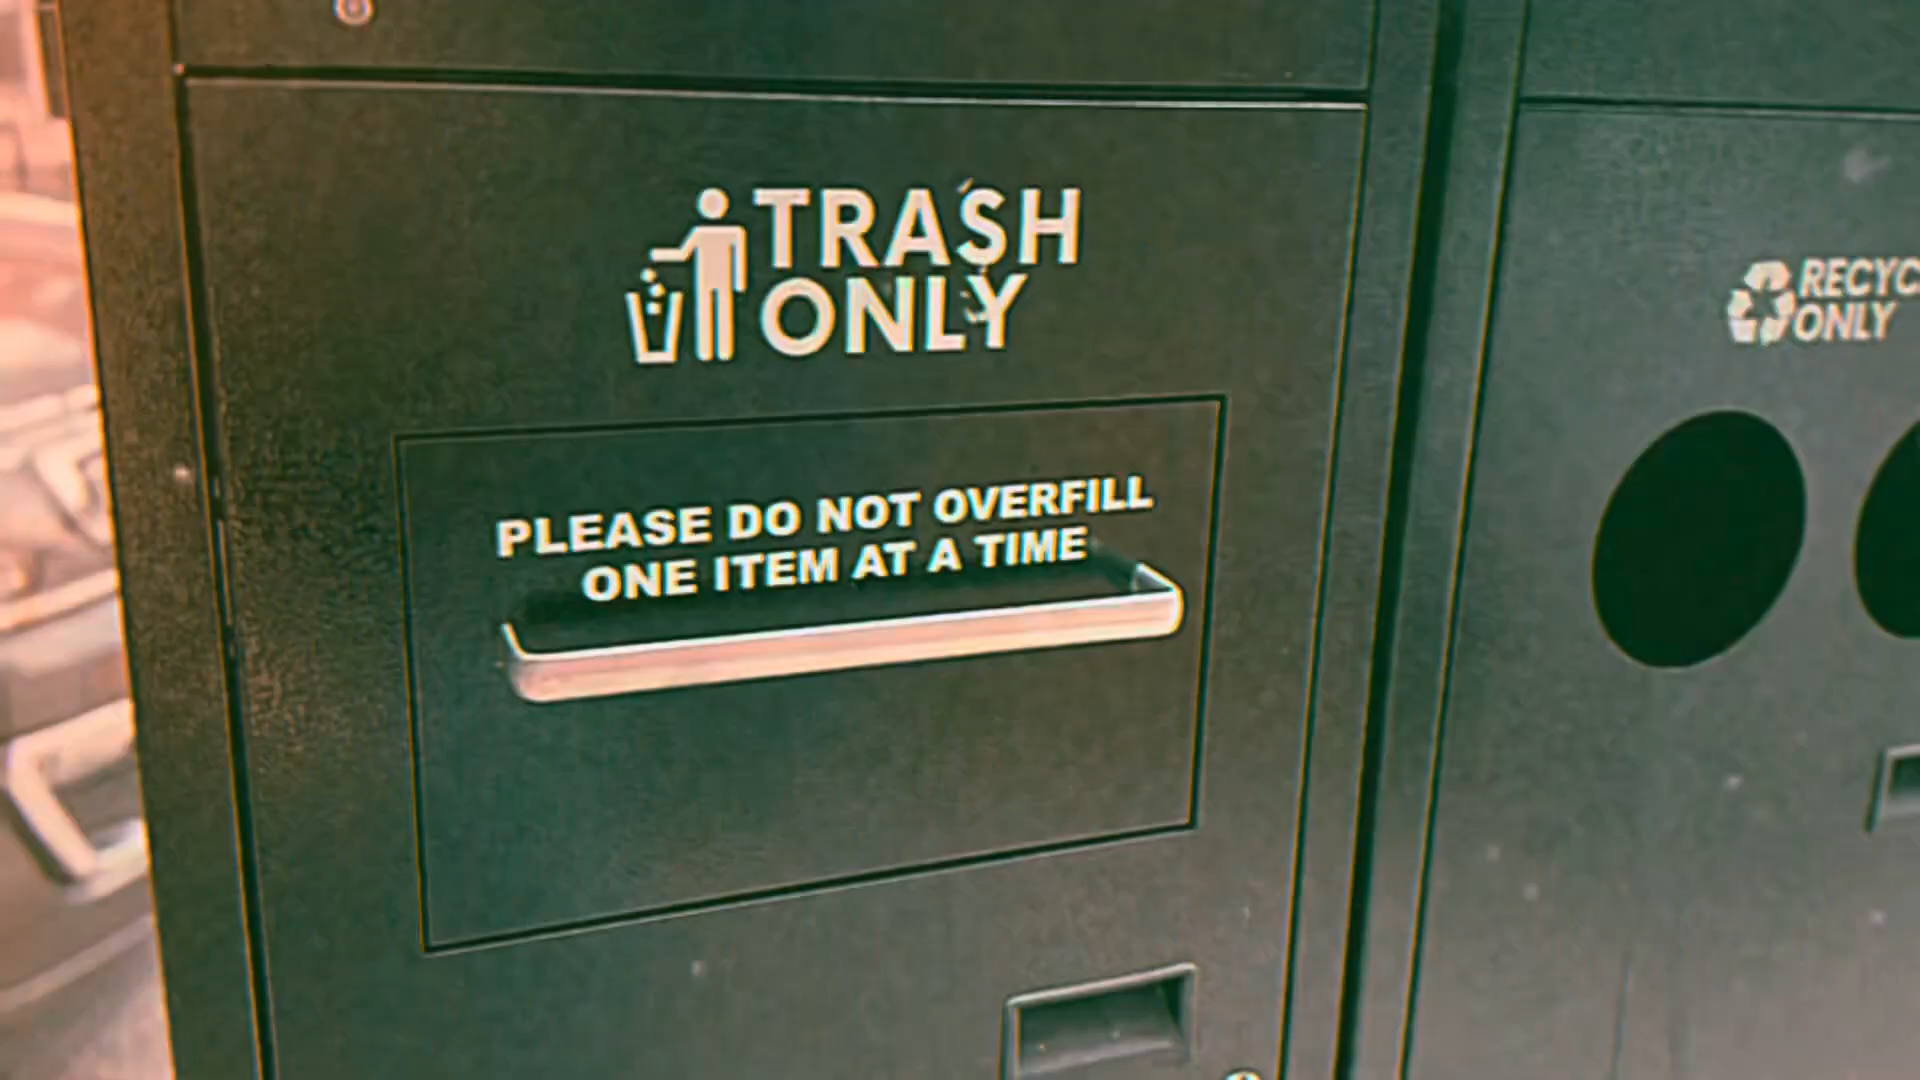 TRASH
ONLY
PLEASE DO NOT OVERFILL
ONE ITEM AT A TIME
ONLY